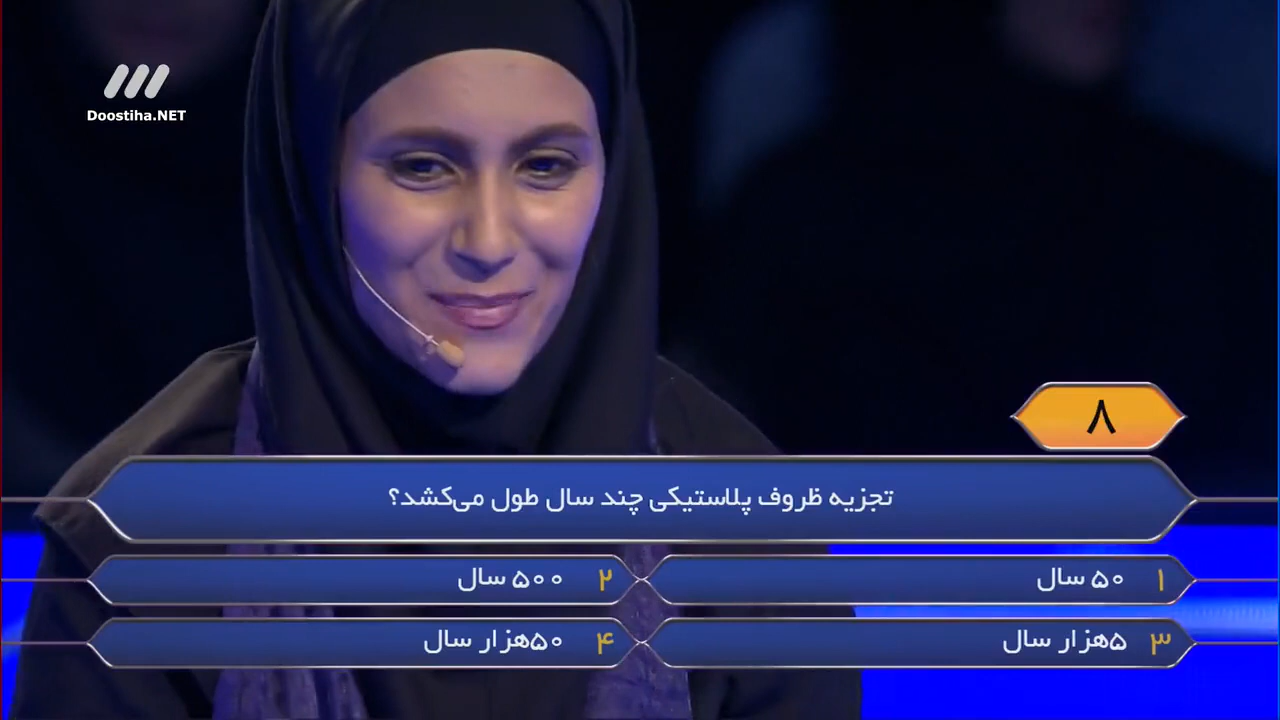 Doostiha.NET
۸
تجزیه ظروف پلاستیکی چند سال طول می‌کشد؟
۱ ۵۰ سال
۲ ۵۰۰ سال
۳ ۵هزار سال
۴ ۵۰هزار سال